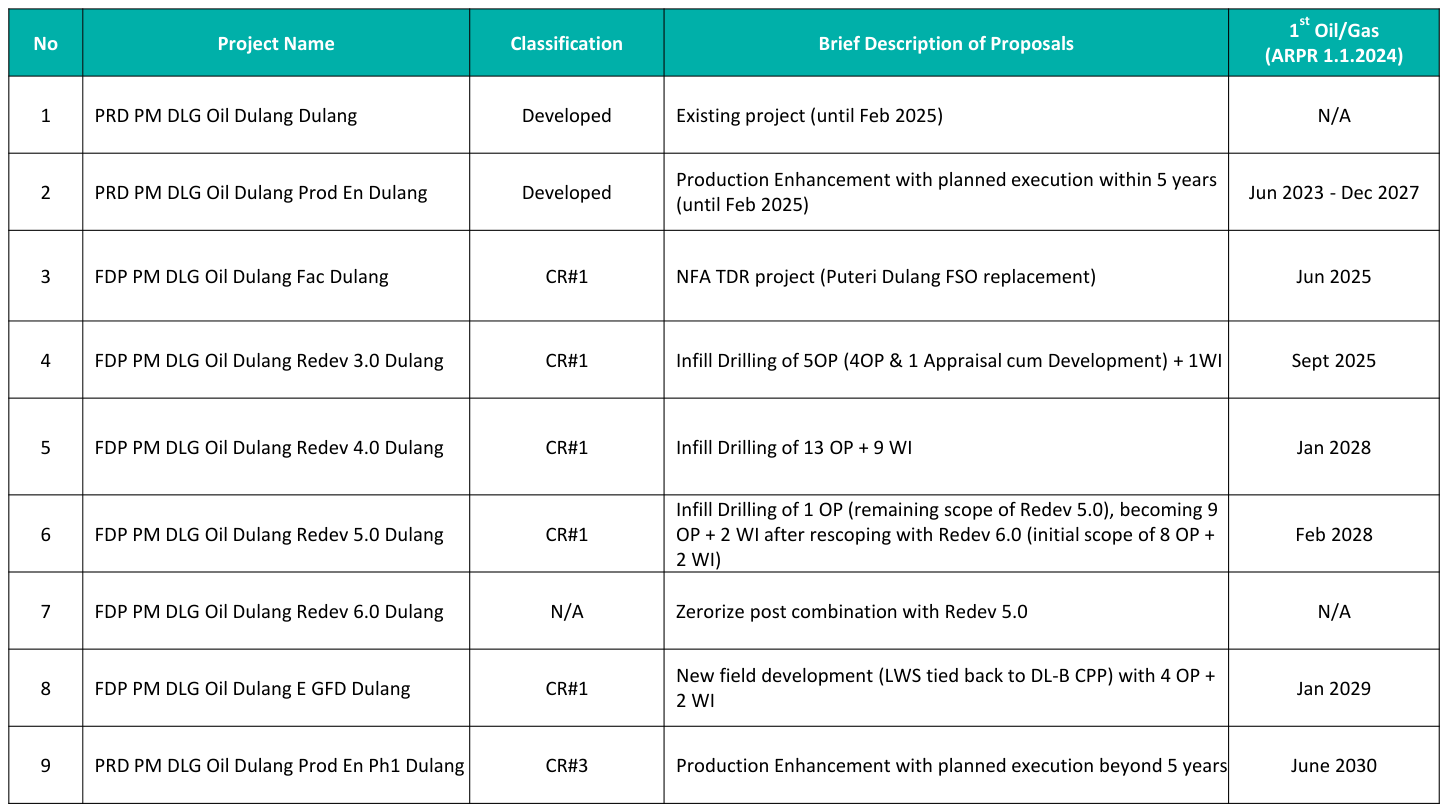 No
Project Name
Classification
Brief Description of Proposals
1st Oil/Gas
(ARPR 1.1.2024)
1
PRD PM DLG Oil Dulang Dulang
Developed
Existing project (until Feb 2025)
N/A
2
PRD PM DLG Oil Dulang Prod En Dulang
Developed
Production Enhancement with planned execution within 5 years
(until Feb 2025)
Jun 2023 - Dec 2027
3
FDP PM DLG Oil Dulang Fac Dulang
CR#1
NFA TDR project (Puteri Dulang FSO replacement)
Jun 2025
4
FDP PM DLG Oil Dulang Redev 3.0 Dulang
CR#1
Infill Drilling of 5OP (4OP & 1 Appraisal cum Development) + 1WI
Sept 2025
5
FDP PM DLG Oil Dulang Redev 4.0 Dulang
CR#1
Infill Drilling of 13 OP + 9 WI
Jan 2028
6
FDP PM DLG Oil Dulang Redev 5.0 Dulang
CR#1
Infill Drilling of 1 OP (remaining scope of Redev 5.0), becoming 9
OP + 2 WI after rescoping with Redev 6.0 (initial scope of 8 OP +
2 WI)
Feb 2028
7
FDP PM DLG Oil Dulang Redev 6.0 Dulang
N/A
Zerorize post combination with Redev 5.0
N/A
8
FDP PM DLG Oil Dulang E GFD Dulang
CR#1
New field development (LWS tied back to DL-B CPP) with 4 OP +
2 WI
Jan 2029
9
PRD PM DLG Oil Dulang Prod En Ph1 Dulang
CR#3
Production Enhancement with planned execution beyond 5 years
June 2030